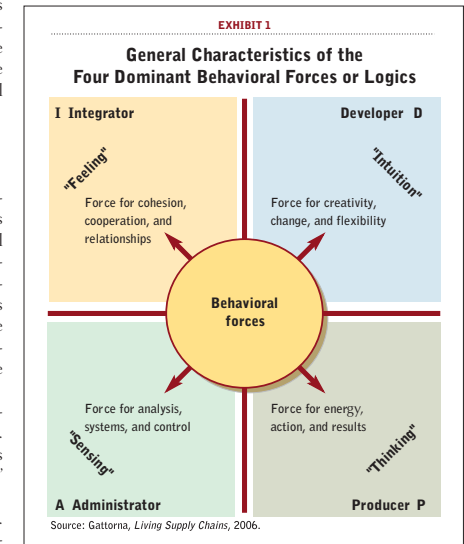 EXHIBIT 1
General Characteristics of the
Four Dominant Behavioral Forces or Logics
I Integrator
Developer D
"Feeling"
"Intuition"
Force for cohesion,
cooperation, and
relationships
Force for creativity,
change, and flexibility
Behavioral
forces
Force for analysis,
systems, and control
Force for energy,
action, and results
"Sensing"
"Thinking"
A Administrator
Producer P
Source: Gattorna, Living Supply Chains, 2006.